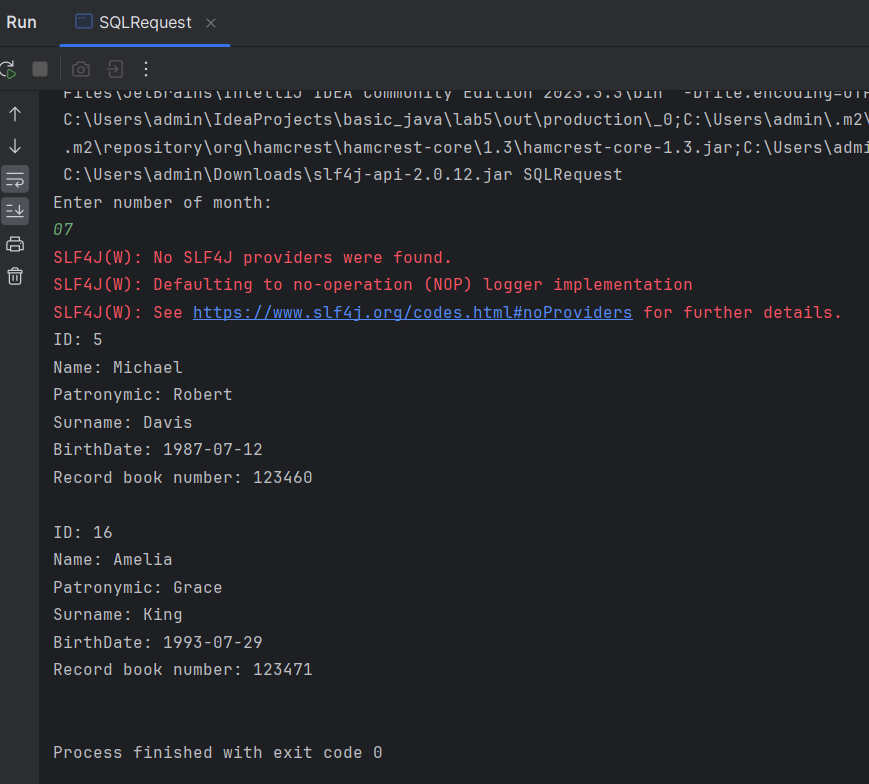 Run SQLRequest
Files\JetBrains\IntelliJ IDEA Community Edition 2023.3.3\bin" -Dfile.encoding=UTF
C:\Users\admin\IdeaProjects\basic_java\lab5\out\production\_0;C:\Users\admin\.m2\
.m2\repository\org\hamcrest\hamcrest-core\1.3\hamcrest-core-1.3.jar;C:\Users\admi
C:\Users\admin\Downloads\slf4j-api-2.0.12.jar SQLRequest
Enter number of month:
07
SLF4J(W): No SLF4J providers were found.
SLF4J(W): Defaulting to no-operation (NOP) logger implementation
SLF4J(W): See https://www.slf4j.org/codes.html#noProviders for further details.
ID: 5
Name: Michael
Patronymic: Robert
Surname: Davis
BirthDate: 1987-07-12
Record book number: 123460
ID: 16
Name: Amelia
Patronymic: Grace
Surname: King
BirthDate: 1993-07-29
Record book number: 123471
Process finished with exit code 0